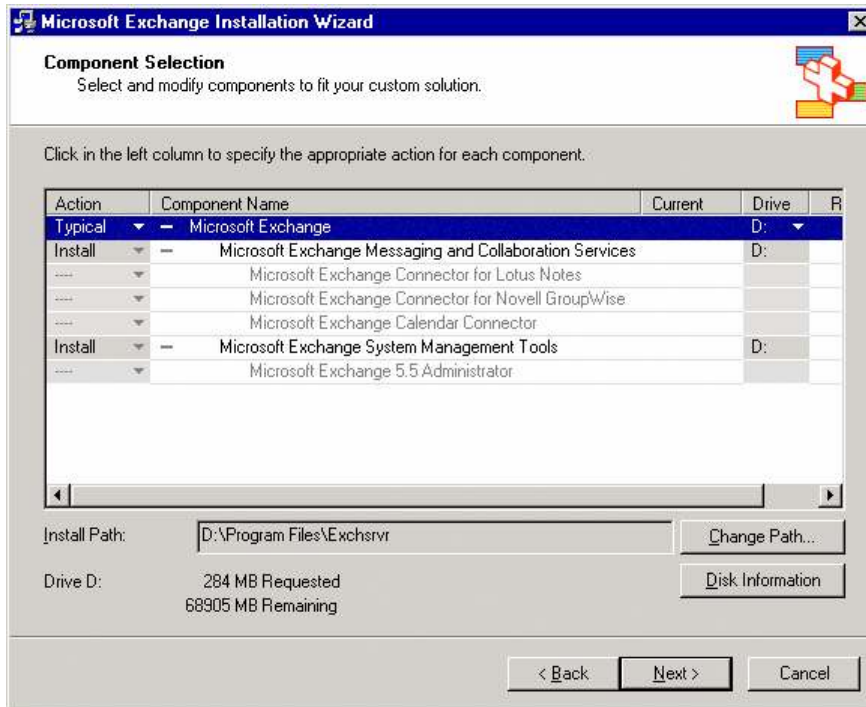 Microsoft Exchange Installation Wizard
Component Selection
Select and modify components to fit your custom solution.
Click in the left column to specify the appropriate action for each component.
Action Component Name Current Drive R
Typical Microsoft Exchange D:
Install Microsoft Exchange Messaging and Collaboration Services D:
---- Microsoft Exchange Connector for Lotus Notes
---- Microsoft Exchange Connector for Novell GroupWise
---- Microsoft Exchange Calendar Connector
Install Microsoft Exchange System Management Tools D:
---- Microsoft Exchange 5.5 Administrator
Install Path: D:\Program Files\Exchsrvr Change Path...
Drive D: 284 MB Requested Disk Information
68905 MB Remaining
< Back Next > Cancel